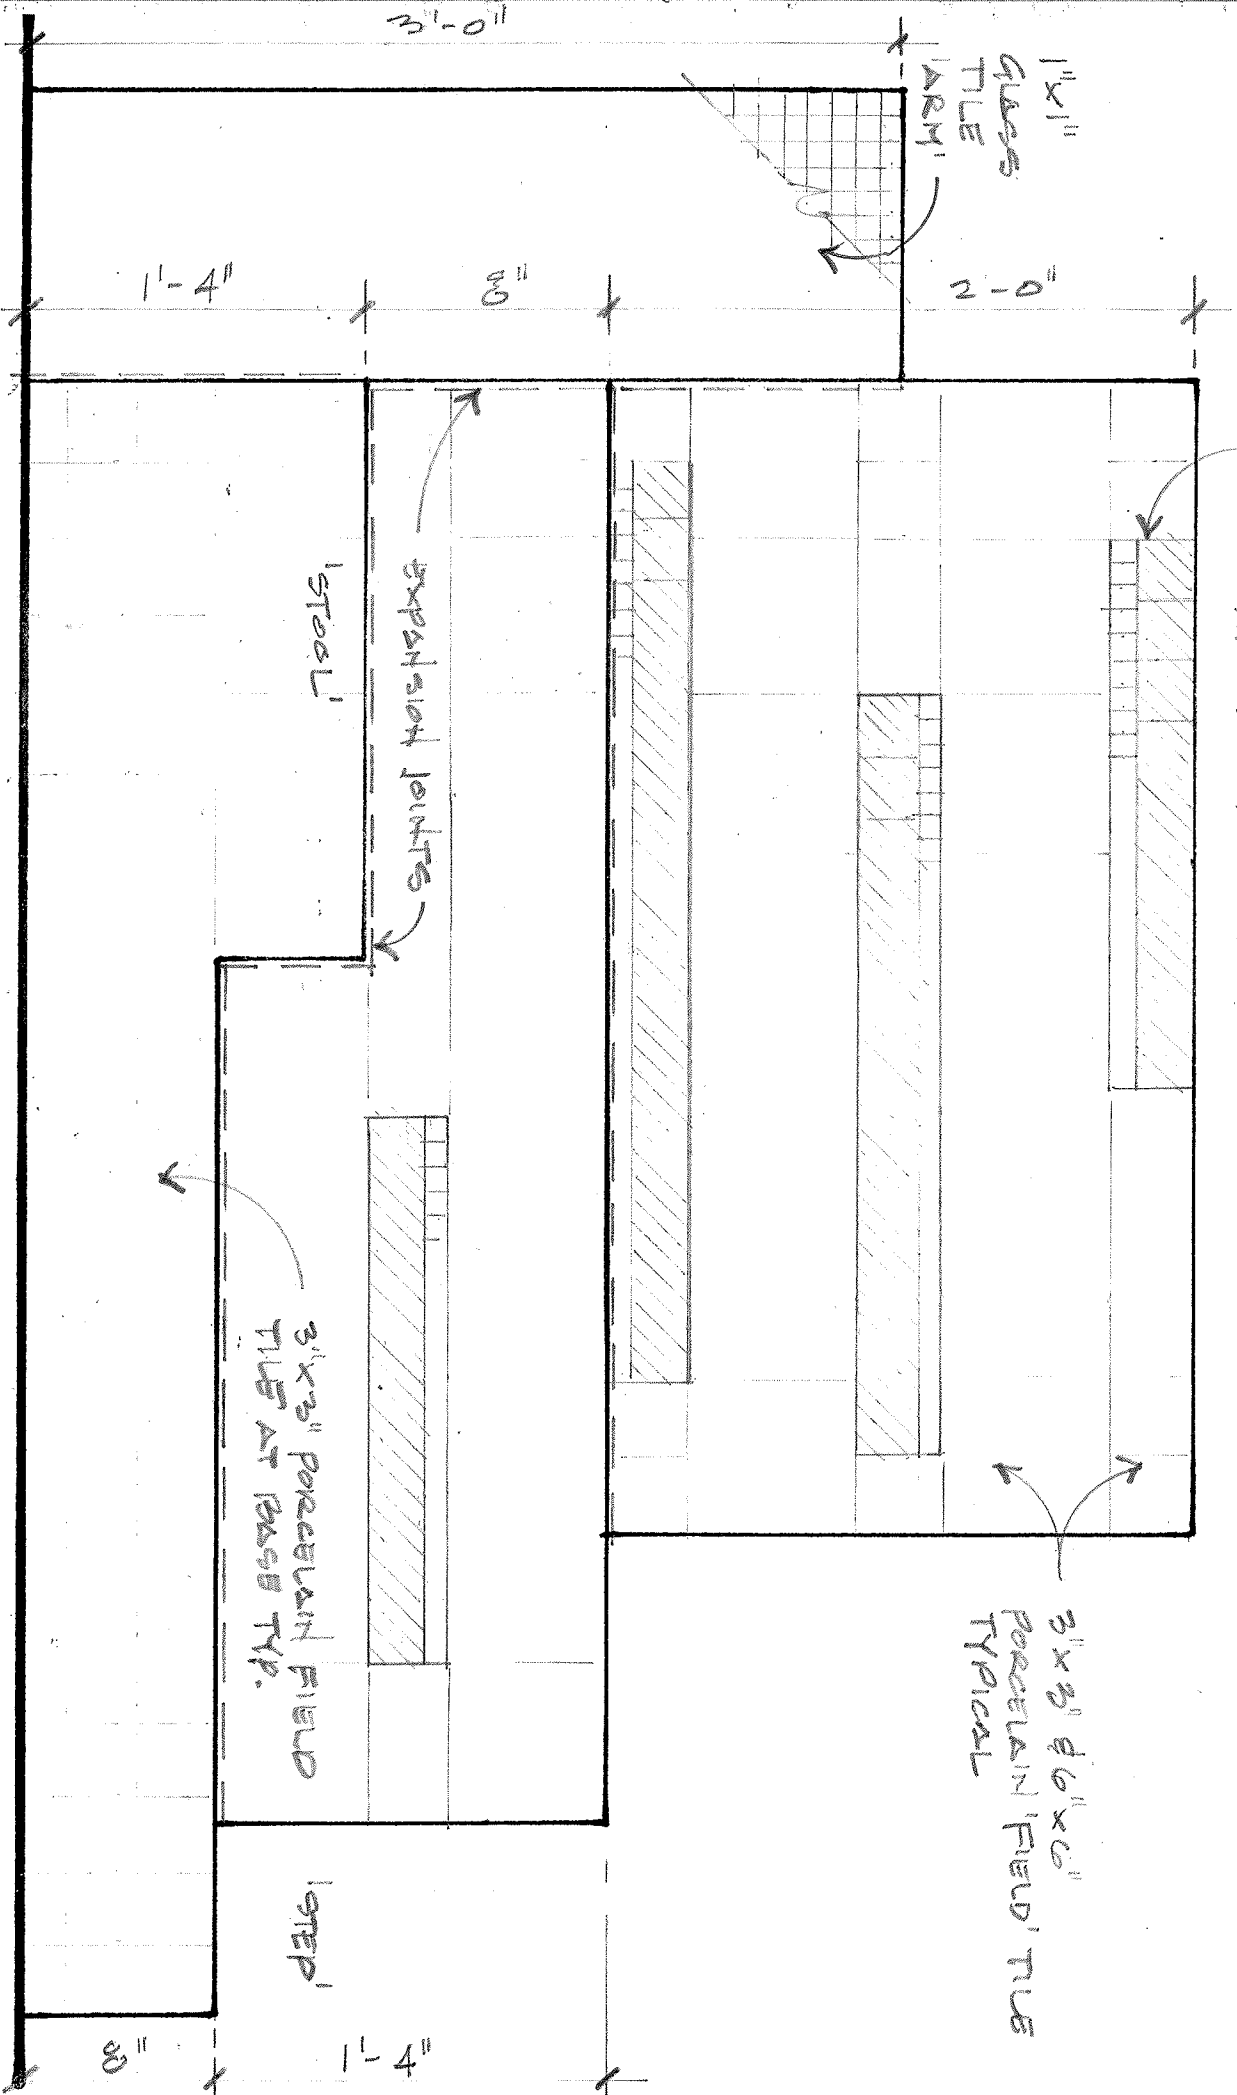 3'-0"
1"x1"
GLASS
TILE
'ARM'
1'-4"
8"
2'-0"
EXPANSION JOINTS
'STOOL'
3"x3" PORCELAIN FIELD
TILE AT BASE TYP.
3"x3" & 6"x6"
PORCELAIN 'FIELD' TILE
TYPICAL
'STEP'
8"
1'-4"